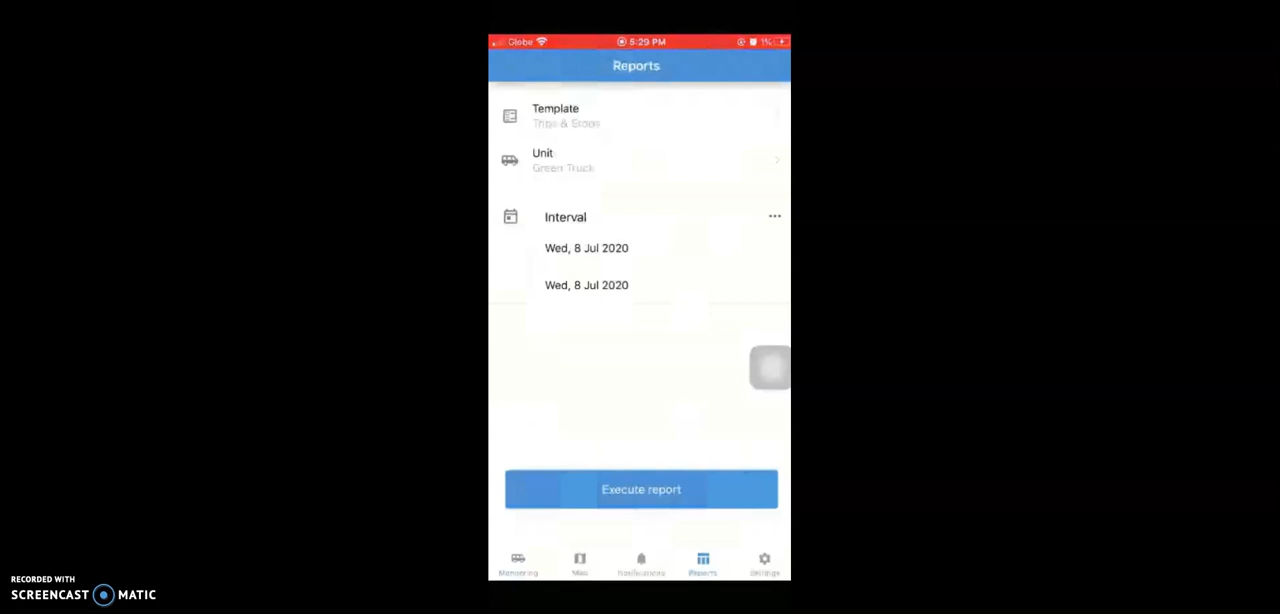 Globe 5:29 PM 1%
Reports
Template
Trips & Stops
Unit
Green Truck
Interval
Wed, 8 Jul 2020
Wed, 8 Jul 2020
Execute report
Monitoring Map Notifications Reports Settings
RECORDED WITH
SCREENCAST MATIC